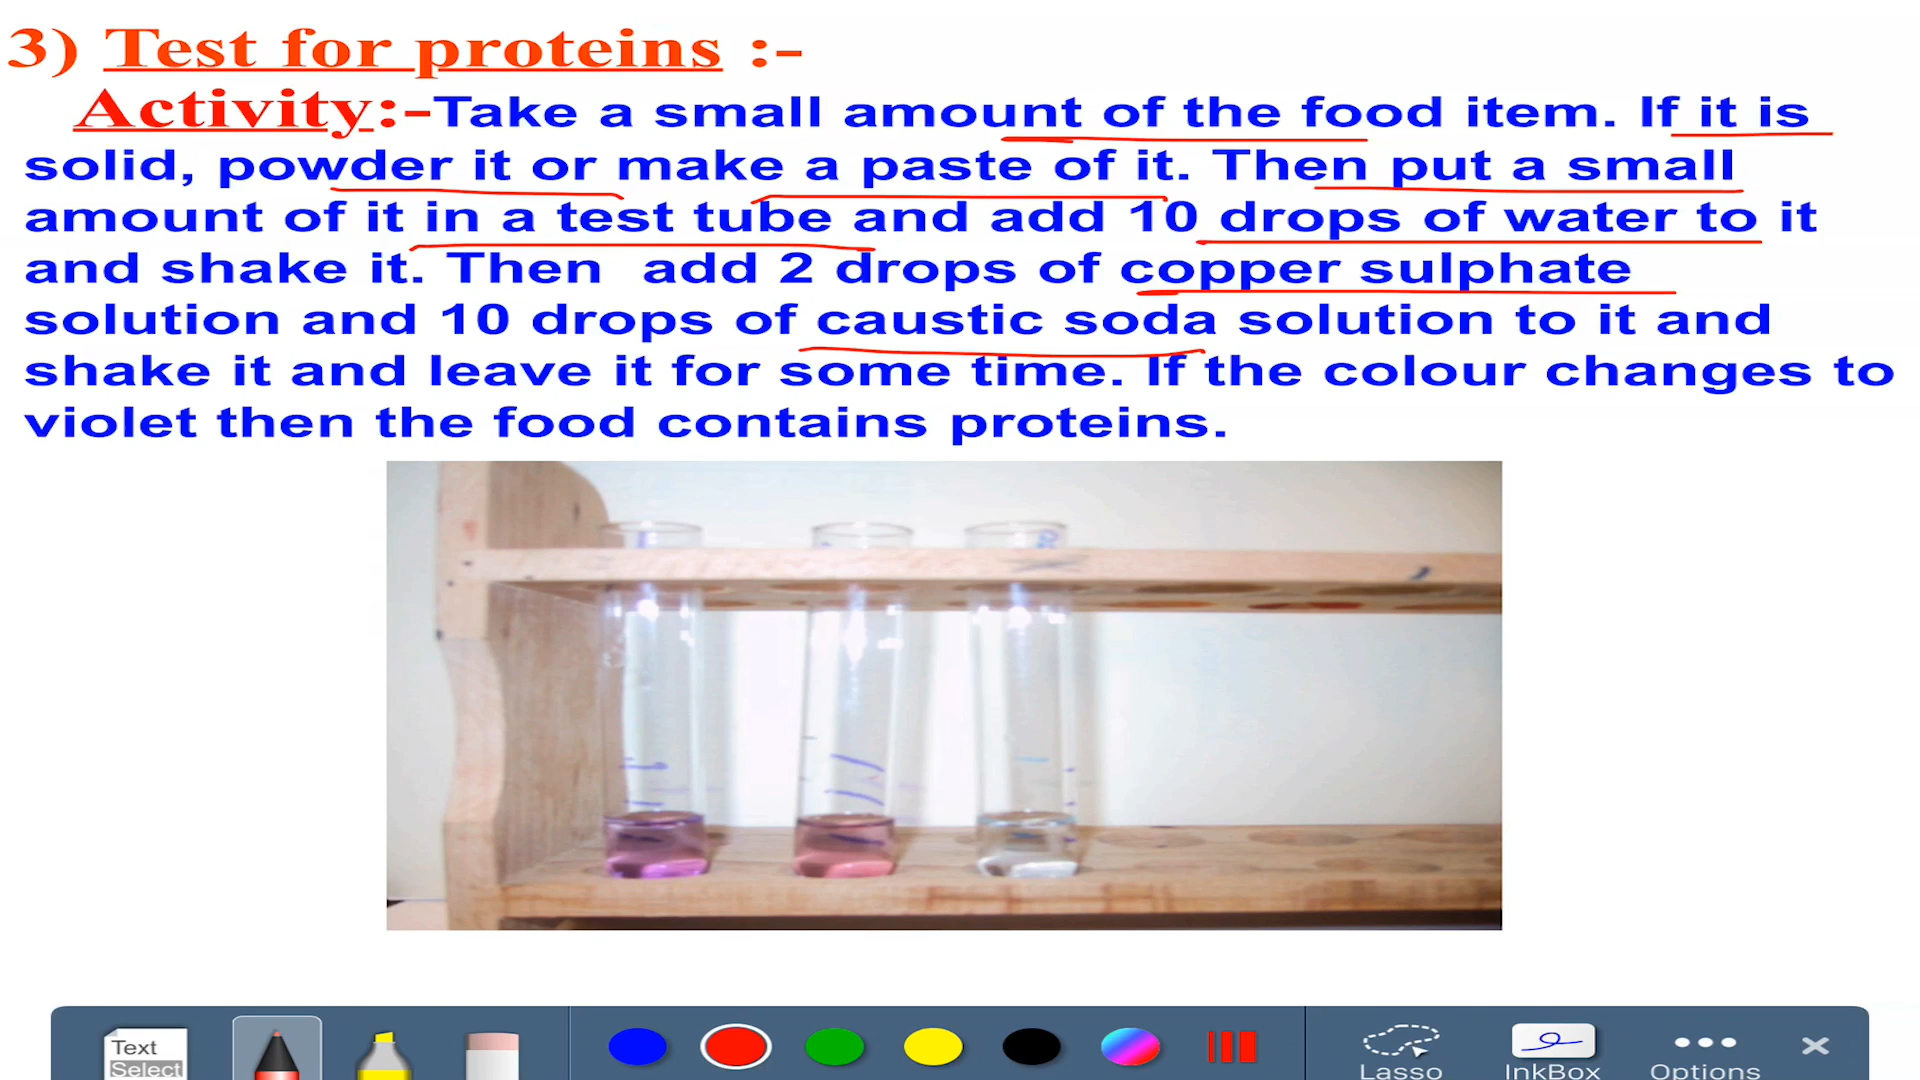 3) Test for proteins :-
Activity:-Take a small amount of the food item. If it is
solid, powder it or make a paste of it. Then put a small
amount of it in a test tube and add 10 drops of water to it
and shake it. Then add 2 drops of copper sulphate
solution and 10 drops of caustic soda solution to it and
shake it and leave it for some time. If the colour changes to
violet then the food contains proteins.
Text
Select
Lasso
InkBox
Options